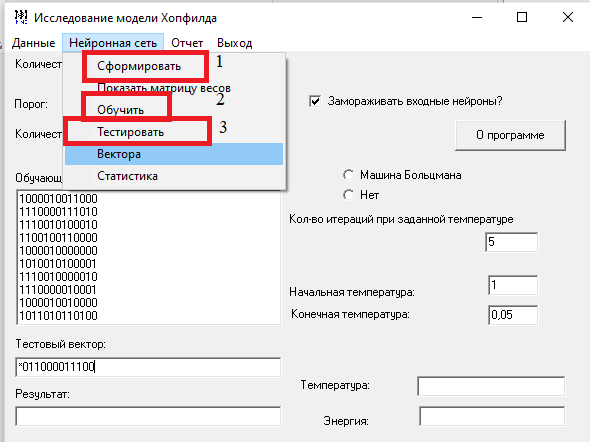 Исследование модели Хопфилда
Данные Нейронная сеть Отчет Выход
Количест
Сформировать 1
Показать матрицу весов
Порог:
Обучить 2
Замораживать входные нейроны?
Количест
Тестировать 3
О программе
Вектора
Обучающ
Статистика
Машина Больцмана
Нет
1000010011000
1110000111010
1110010100010
1110010011000
1000010000000
1010010100001
1110010000010
1110000010001
1000010010000
1011010110100
Кол-во итераций при заданной температуре
5
Начальная температура: 1
Конечная температура: 0,05
Тестовый вектор:
*011000011100
Результат:
Температура:
Энергия: